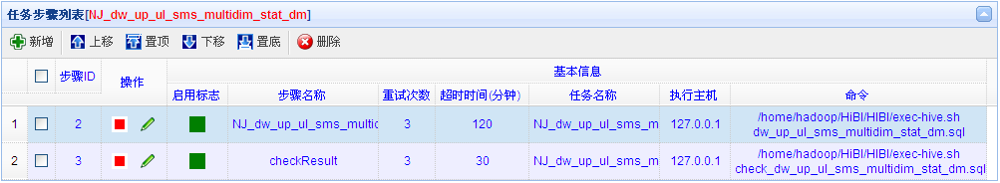 任务步骤列表[NJ_dw_up_ul_sms_multidim_stat_dm]
新增 上移 置顶 下移 置底 删除
步骤ID 操作 基本信息
启用标志 步骤名称 重试次数 超时时间(分钟) 任务名称 执行主机 命令
1 2 NJ_dw_up_ul_sms_multid 3 120 NJ_dw_up_ul_sms_m 127.0.0.1 /home/hadoop/HiBI/HIBI/exec-hive.sh
dw_up_ul_sms_multidim_stat_dm.sql
2 3 checkResult 3 30 NJ_dw_up_ul_sms_m 127.0.0.1 /home/hadoop/HiBI/HIBI/exec-hive.sh
check_dw_up_ul_sms_multidim_stat_dm.sql